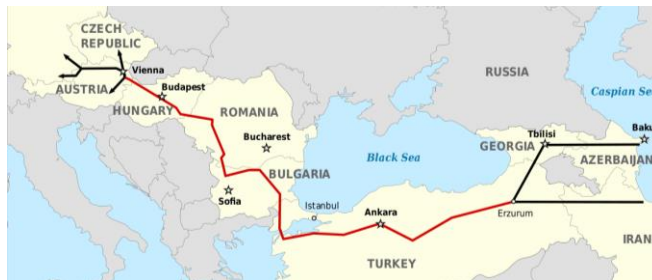 CZECH
REPUBLIC
Vienna
AUSTRIA
Budapest
HUNGARY
ROMANIA
Bucharest
BULGARIA
Sofia
Black Sea
RUSSIA
Caspian Se
Tbilisi
GEORGIA
Baku
AZERBAIJAN
Istanbul
Ankara
Erzurum
TURKEY
IRAN